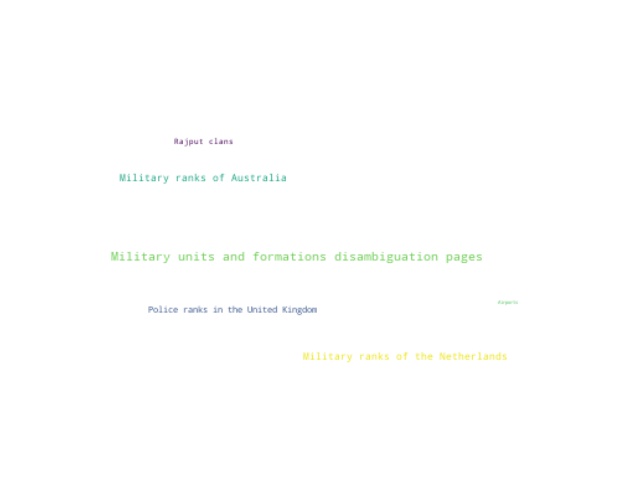 Rajput clans
Military ranks of Australia
Military units and formations disambiguation pages
Police ranks in the United Kingdom
Military ranks of the Netherlands